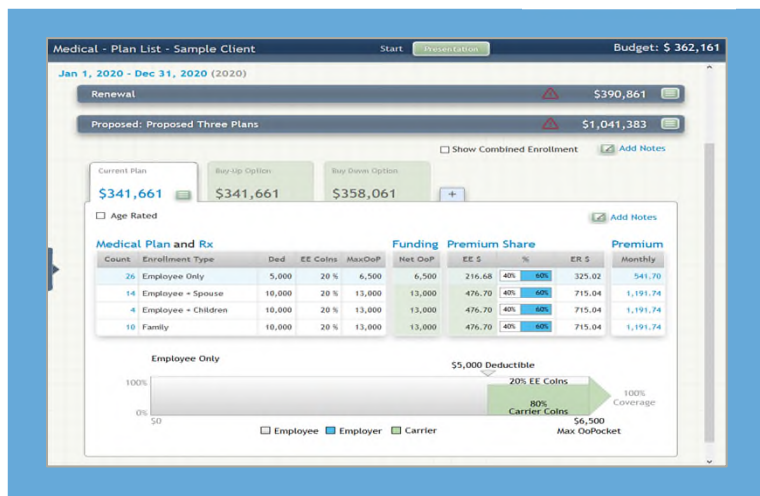 Medical - Plan List - Sample Client Start Presentation Budget: $ 362,161
Jan 1, 2020 - Dec 31, 2020 (2020)
Renewal $390,861
Proposed: Proposed Three Plans $1,041,383
Show Combined Enrollment Add Notes
Current Plan Buy-Up Option Buy Down Option
$341,661 $341,661 $358,061 +
Age Rated Add Notes
Medical Plan and Rx Funding Premium Share Premium
Count Enrollment Type Ded EE CoIns MaxOoP Net OoP EE $ % ER $ Monthly
26 Employee Only 5,000 20 % 6,500 6,500 216.68 40% 60% 325.02 541.70
14 Employee + Spouse 10,000 20 % 13,000 13,000 476.70 40% 60% 715.04 1,191.74
4 Employee + Children 10,000 20 % 13,000 13,000 476.70 40% 60% 715.04 1,191.74
10 Family 10,000 20 % 13,000 13,000 476.70 40% 60% 715.04 1,191.74
Employee Only
$5,000 Deductible
100% 20% EE CoIns
100%
80% Coverage
0% Carrier CoIns
$0 $6,500
Employee Employer Carrier Max OoPocket